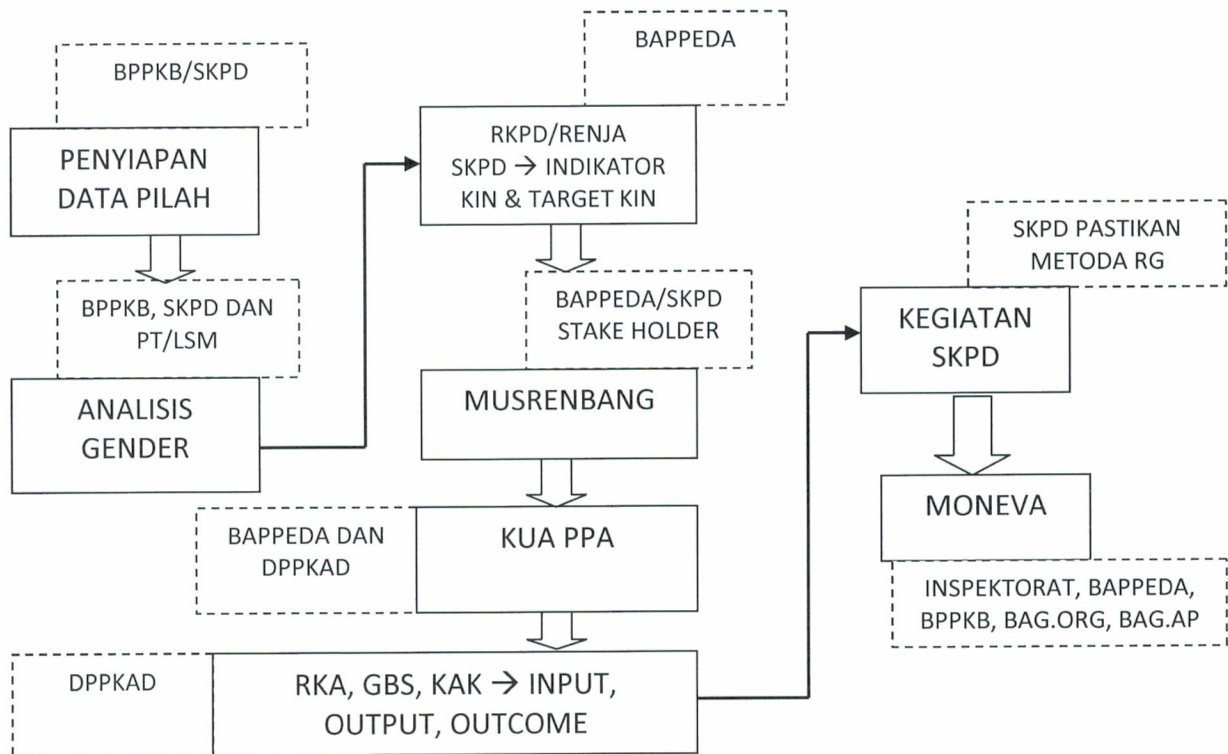 BPPKB/SKPD
PENYIAPAN
DATA PILAH
BPPKB, SKPD DAN
PT/LSM
ANALISIS
GENDER
BAPPEDA
RKPD/RENJA
SKPD → INDIKATOR
KIN & TARGET KIN
BAPPEDA/SKPD
STAKE HOLDER
MUSRENBANG
BAPPEDA DAN
DPPKAD
KUA PPA
DPPKAD
RKA, GBS, KAK → INPUT,
OUTPUT, OUTCOME
SKPD PASTIKAN
METODA RG
KEGIATAN
SKPD
MONEVA
INSPEKTORAT, BAPPEDA,
BPPKB, BAG.ORG, BAG.AP